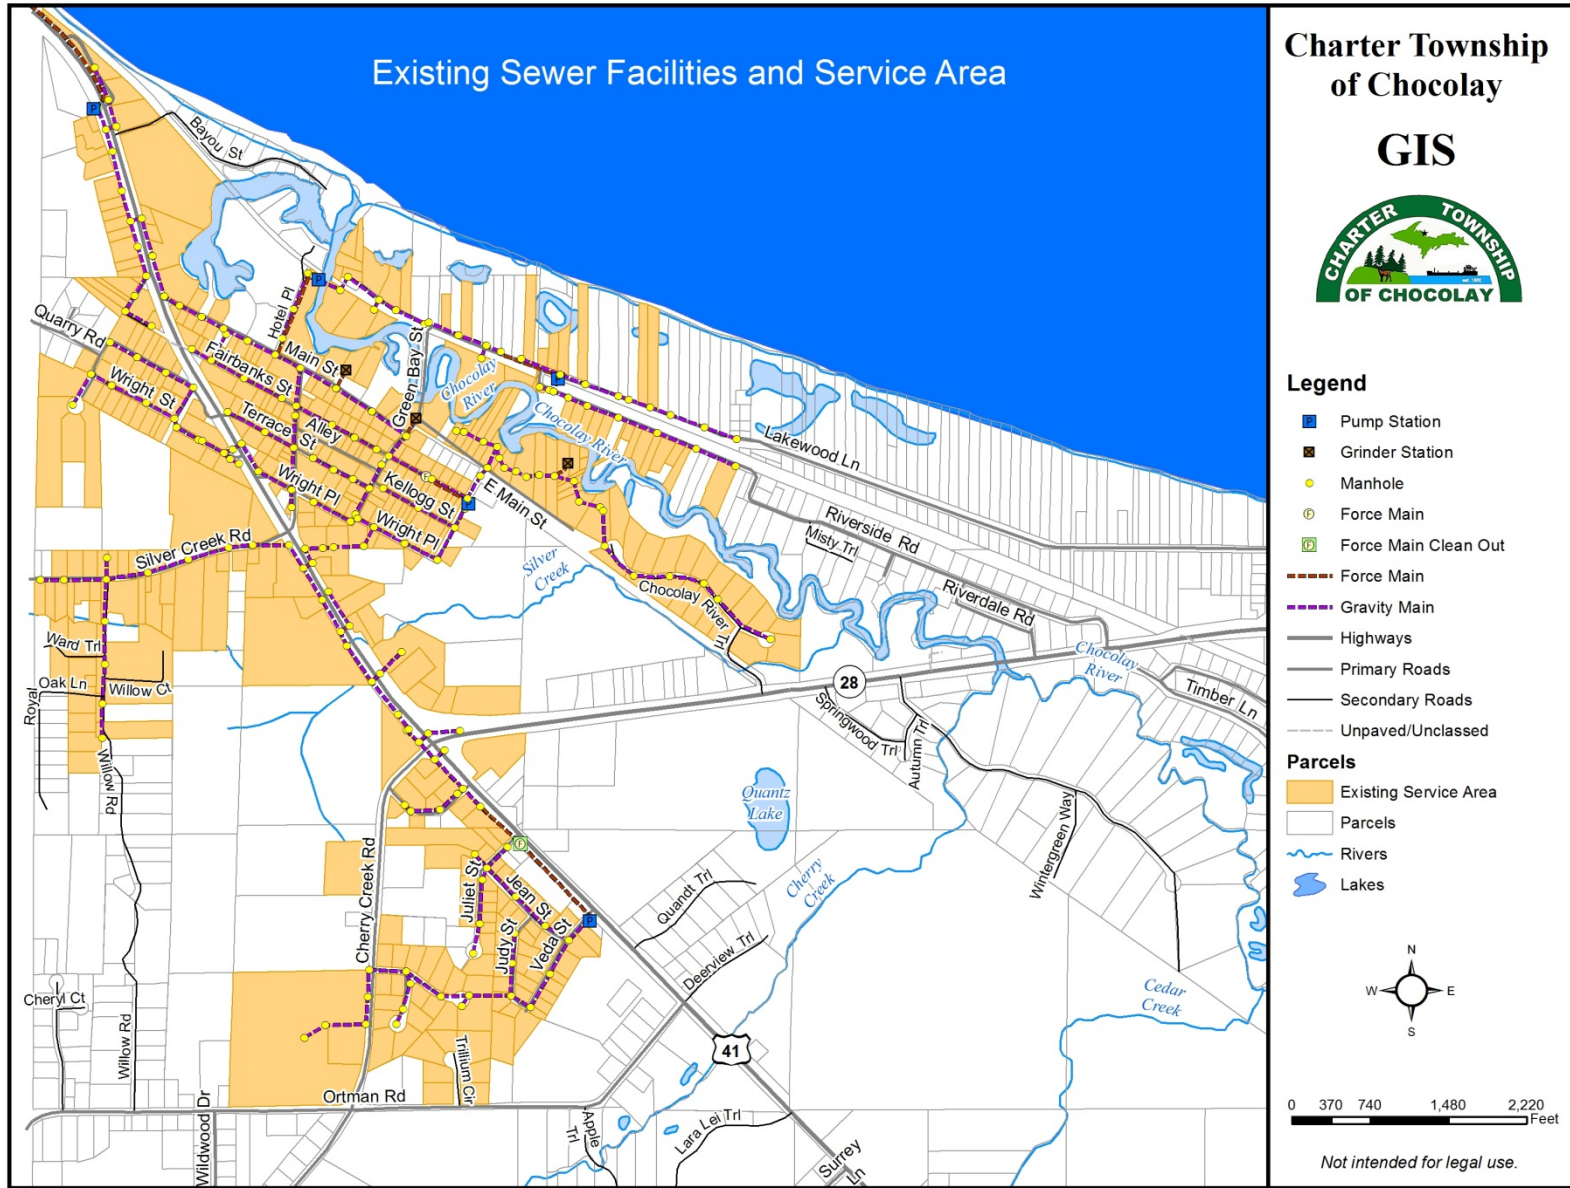 Existing Sewer Facilities and Service Area
Bayou St
Hotel Pl
Quarry Rd
Main St
Fairbanks St
Green Bay St
Chocolay
River
Wright St
Terrace St
Alley
Chocolay River
Lakewood Ln
Kellogg St
Wright Pl
Wright Pl
E Main St
Riverside Rd
Misty Trl
Silver Creek Rd
Silver
Creek
Riverdale Rd
Chocolay River
Trl
Chocolay
River
Ward Trl
Oak Ln
Willow Ct
Royal
28
Timber Ln
Springwood Trl
Autumn Trl
Willow Rd
Quantz
Lake
Wintergreen Way
F
Cherry Creek Rd
Juliet St
Jean St
Judy St
Veda St
Quandt Trl
Cherry
Creek
Deerview Trl
Cheryl Ct
Willow Rd
Cedar
Creek
41
Trillium Cir
Ortman Rd
Wildwood Dr
Apple
Trl
Lara Lei Trl
Surrey
Ln
P
P
P
P
P
Charter Township
of Chocolay
GIS
CHARTER TOWNSHIP
OF CHOCOLAY
Legend
P Pump Station
Grinder Station
Manhole
F Force Main
F Force Main Clean Out
Force Main
Gravity Main
Highways
Primary Roads
Secondary Roads
Unpaved/Unclassed
Parcels
Existing Service Area
Parcels
Rivers
Lakes
N
W E
S
0 370 740 1,480 2,220
Feet
Not intended for legal use.